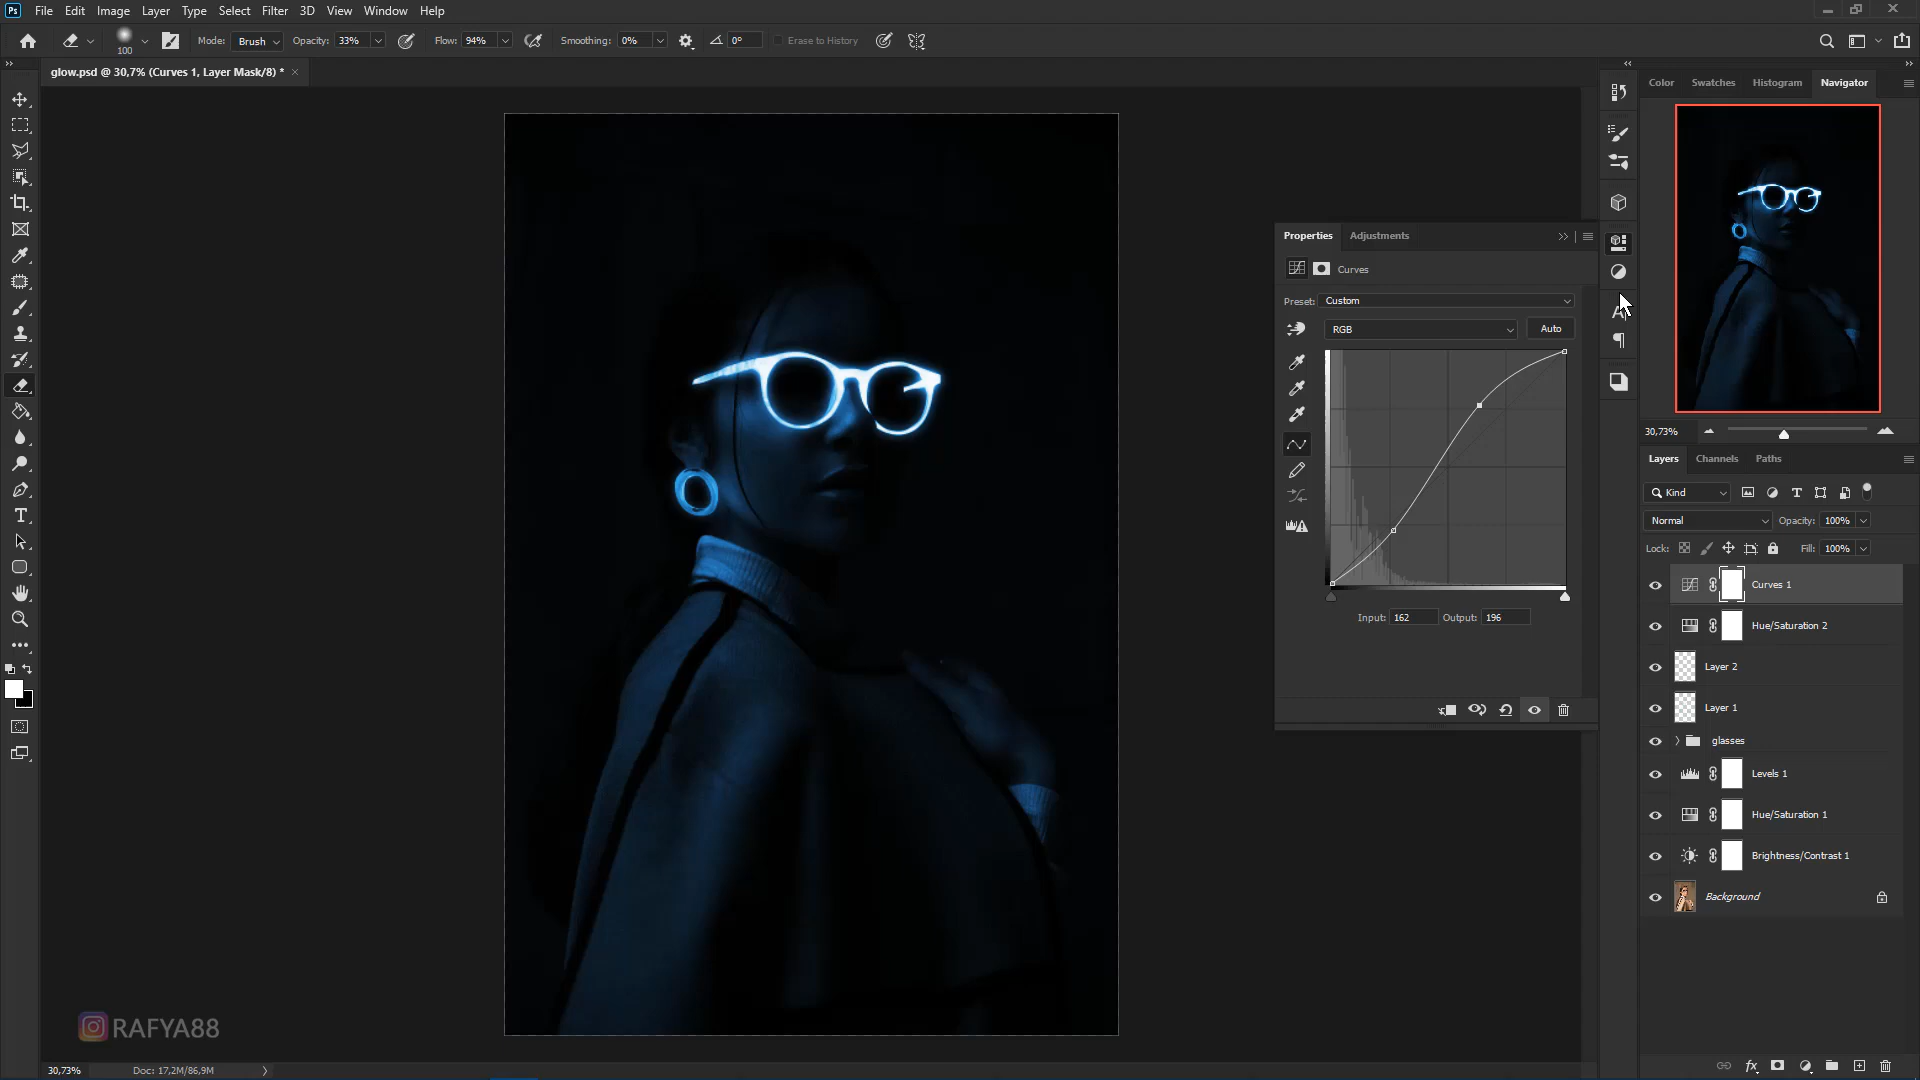 Ps File Edit Image Layer Type Select Filter 3D View Window Help
100 Mode: Brush Opacity: 33% Flow: 94% Smoothing: 0% 0° Erase to History
glow.psd @ 30,7% (Curves 1, Layer Mask/8) * ×
Color Swatches Histogram Navigator
Properties Adjustments
Curves
Preset: Custom
RGB Auto
Input: 162 Output: 196
30,73%
Layers Channels Paths
Kind
Normal Opacity: 100%
Lock: Fill: 100%
Curves 1
Hue/Saturation 2
Layer 2
Layer 1
glasses
Levels 1
Hue/Saturation 1
Brightness/Contrast 1
Background
RAFYA88
30,73% Doc: 17,2M/86,9M